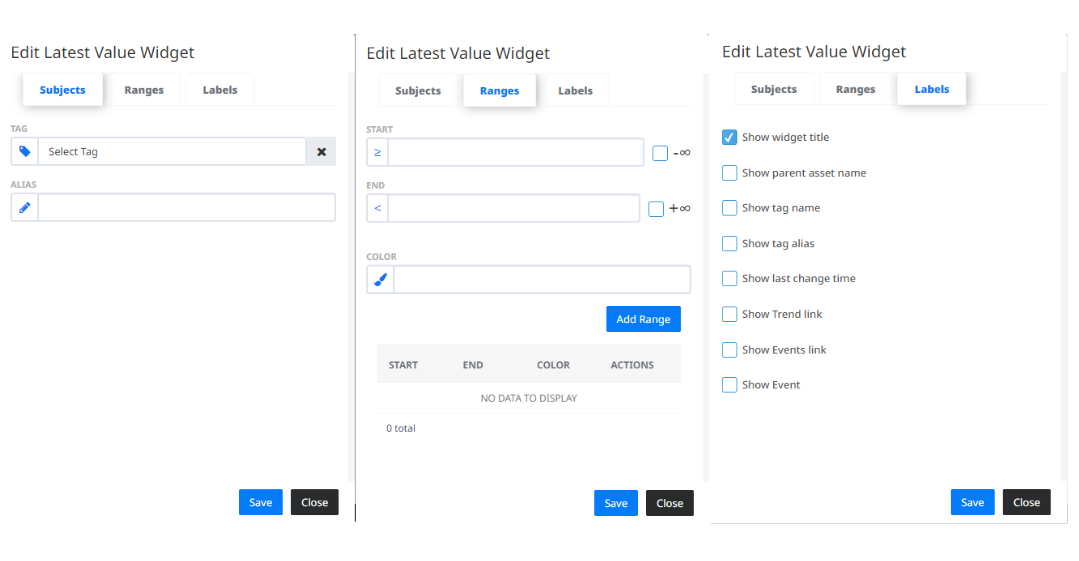 Edit Latest Value Widget
Subjects Ranges Labels
TAG
Select Tag
ALIAS
Save Close
Edit Latest Value Widget
Subjects Ranges Labels
START
≥ -∞
END
< +∞
COLOR
Add Range
START END COLOR ACTIONS
NO DATA TO DISPLAY
0 total
Save Close
Edit Latest Value Widget
Subjects Ranges Labels
Show widget title
Show parent asset name
Show tag name
Show tag alias
Show last change time
Show Trend link
Show Events link
Show Event
Save Close